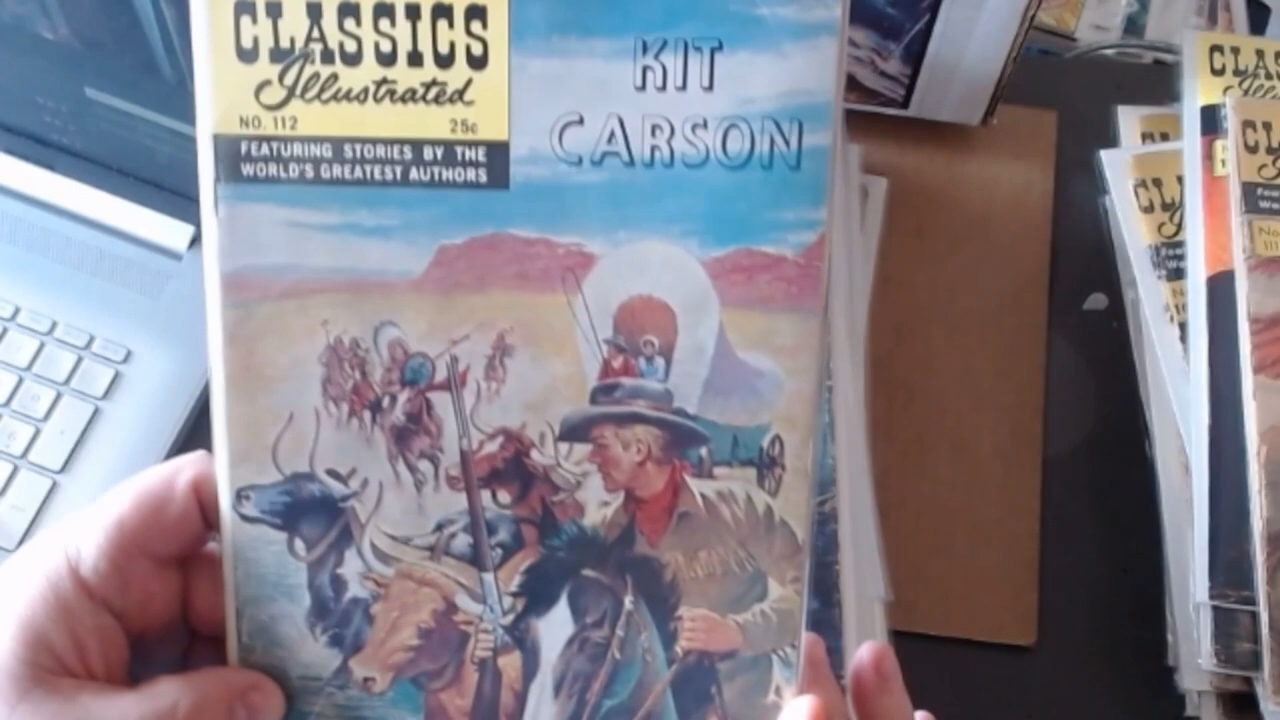 CLASSICS
Illustrated
NO. 112 25¢
FEATURING STORIES BY THE
WORLD'S GREATEST AUTHORS
KIT
CARSON